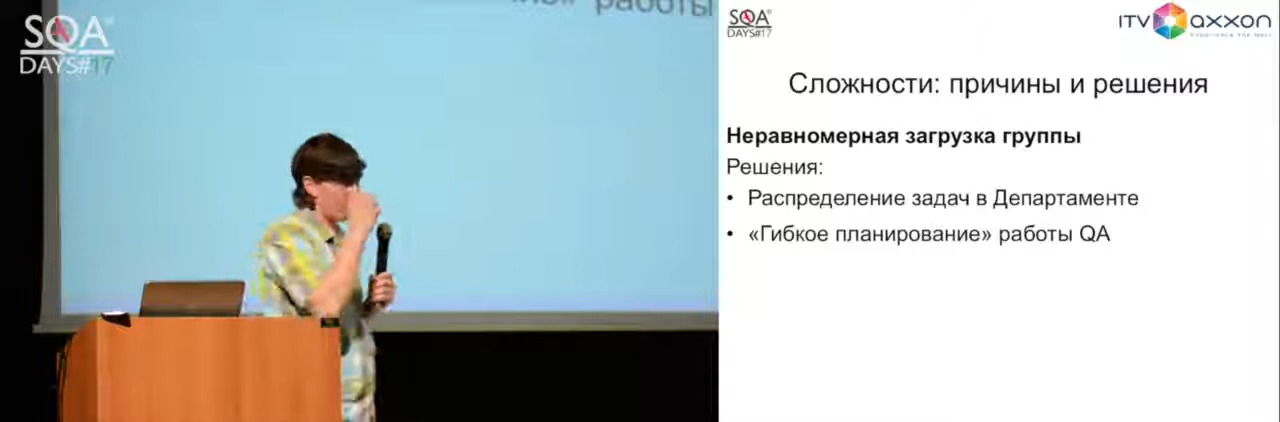 SQA
DAYS#17
работы
SQA
DAYS#17
ITV axxon
Сложности: причины и решения
Неравномерная загрузка группы
Решения:
• Распределение задач в Департаменте
• «Гибкое планирование» работы QA